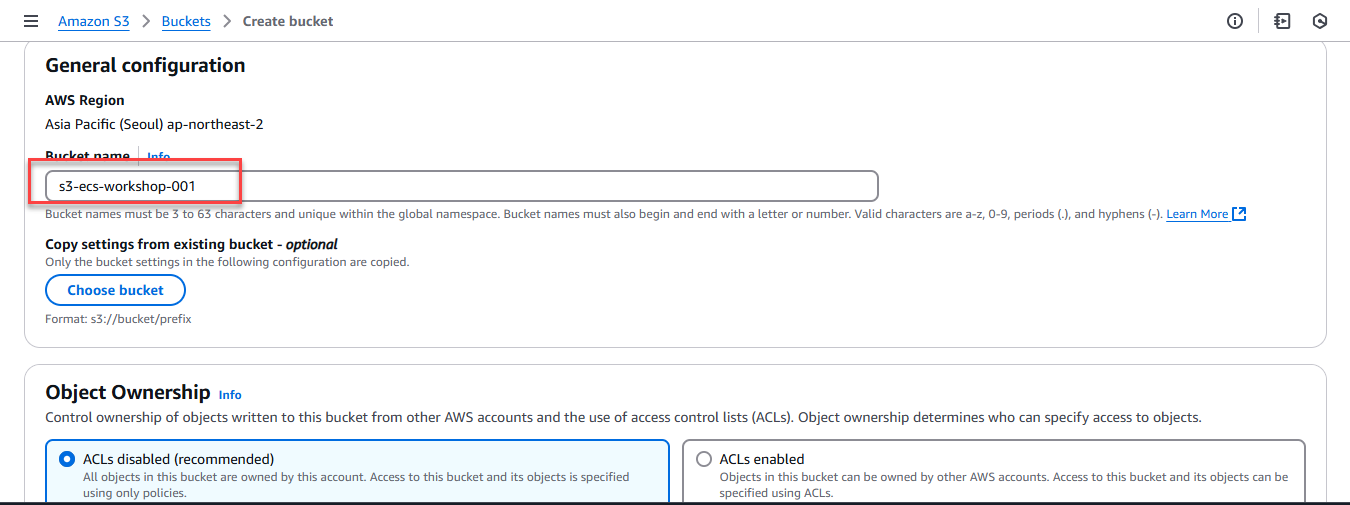 Amazon S3 > Buckets > Create bucket
General configuration
AWS Region
Asia Pacific (Seoul) ap-northeast-2
Bucket name Info
s3-ecs-workshop-001
Bucket names must be 3 to 63 characters and unique within the global namespace. Bucket names must also begin and end with a letter or number. Valid characters are a-z, 0-9, periods (.), and hyphens (-). Learn More
Copy settings from existing bucket - optional
Only the bucket settings in the following configuration are copied.
Choose bucket
Format: s3://bucket/prefix
Object Ownership Info
Control ownership of objects written to this bucket from other AWS accounts and the use of access control lists (ACLs). Object ownership determines who can specify access to objects.
ACLs disabled (recommended)
All objects in this bucket are owned by this account. Access to this bucket and its objects is specified
using only policies.
ACLs enabled
Objects in this bucket can be owned by other AWS accounts. Access to this bucket and its objects can be
specified using ACLs.